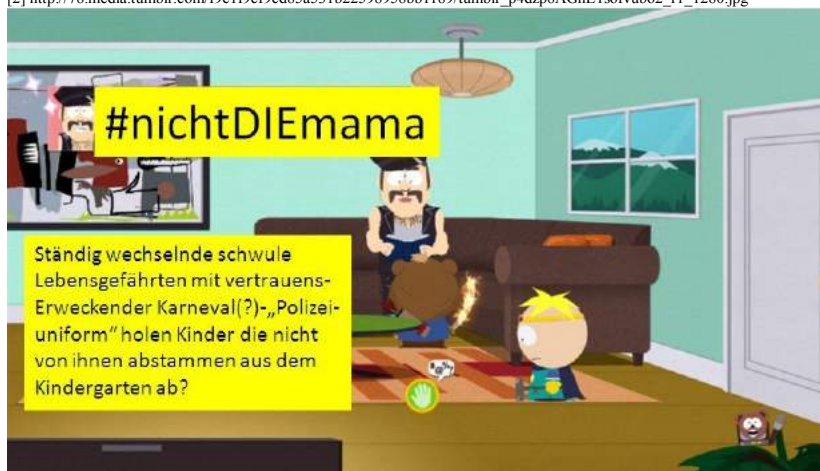 [2]
#nichtDIEmama
Ständig wechselnde schwule
Lebensgefährten mit vertrauens-
Erweckender Karneval(?)-„Polizei-
uniform“ holen Kinder die nicht
von ihnen abstammen aus dem
Kindergarten ab?